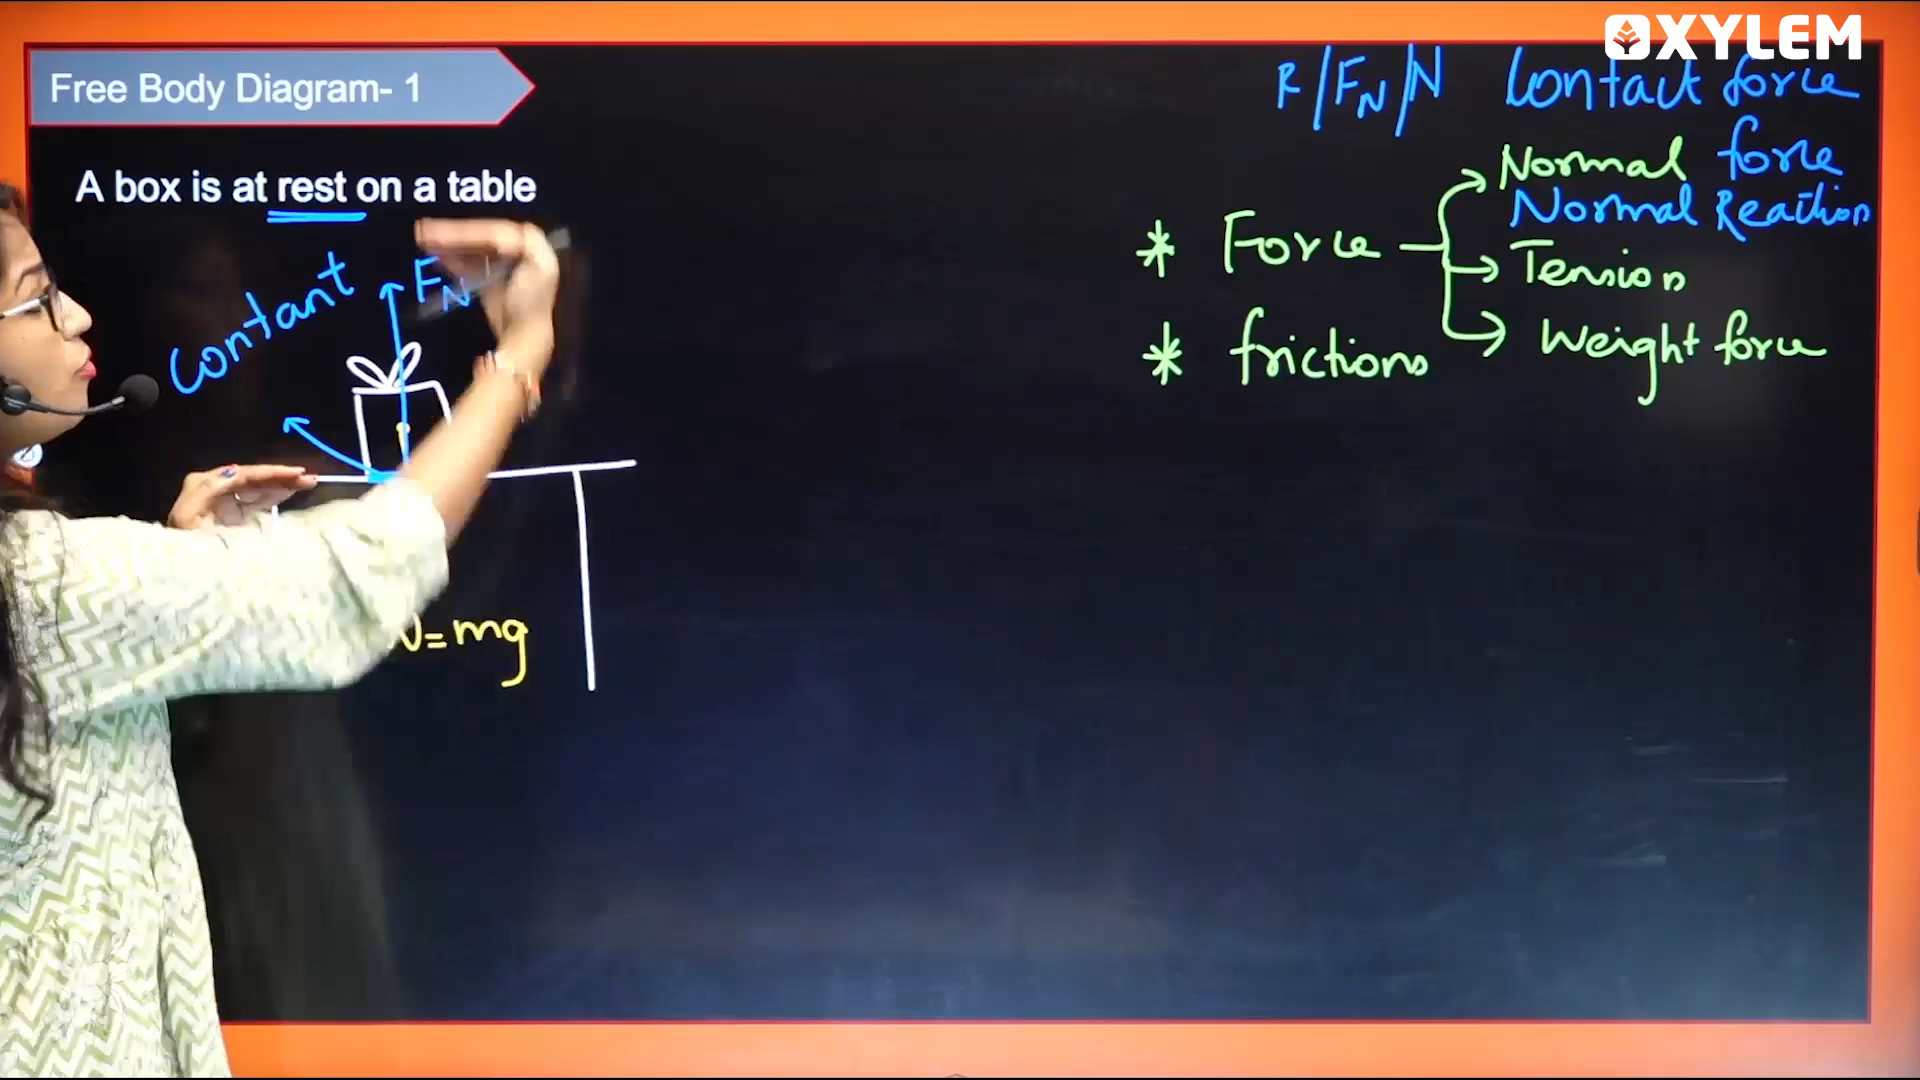 XYLEM
Free Body Diagram- 1
A box is at rest on a table
R/FN/N Contact force
Normal force
Normal Reaction
* Force
Tension
* frictions
Weight force
contant
FN
N=mg